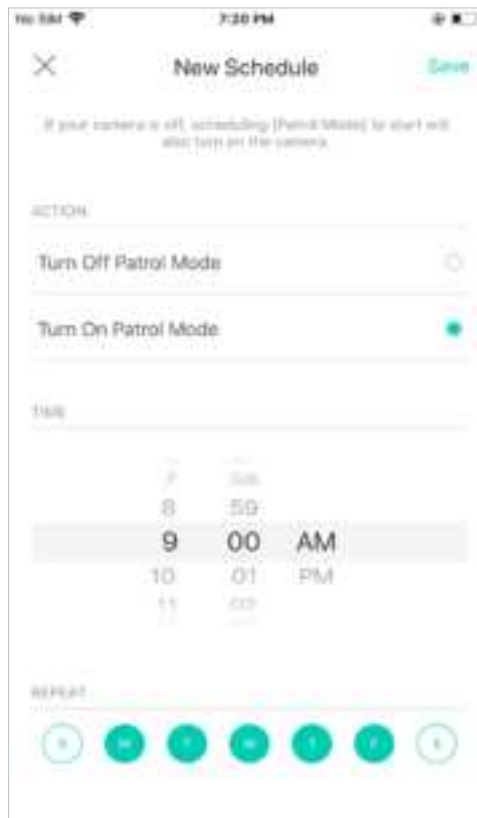 No SIM 7:20 PM
New Schedule Save
If your camera is off, scheduling [Patrol Mode] to start will
also turn on the camera.
ACTION
Turn Off Patrol Mode
Turn On Patrol Mode
TIME
7 58
8 59
9 00 AM
10 01 PM
11 02
REPEAT
S M T W T F S